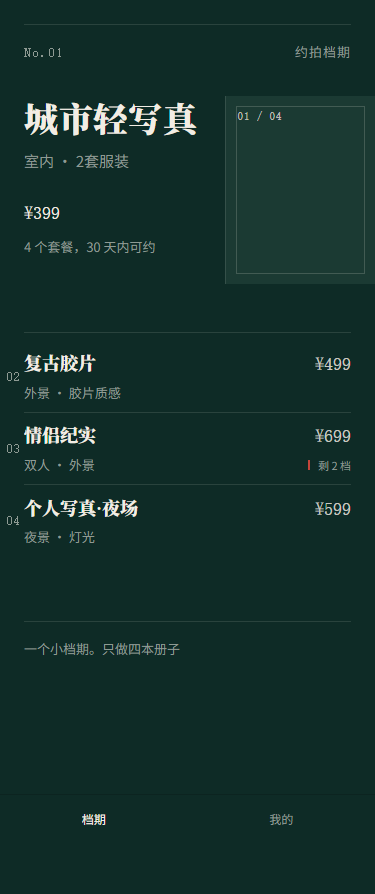 No.01
约拍档期
城市轻写真
室内 · 2套服装
¥399
4 个套餐，30 天内可约
01 / 04
02
复古胶片
¥499
外景 · 胶片质感
03
情侣纪实
¥699
双人 · 外景
剩2档
04
个人写真·夜场
¥599
夜景 · 灯光
一个小档期。只做四本册子
档期
我的